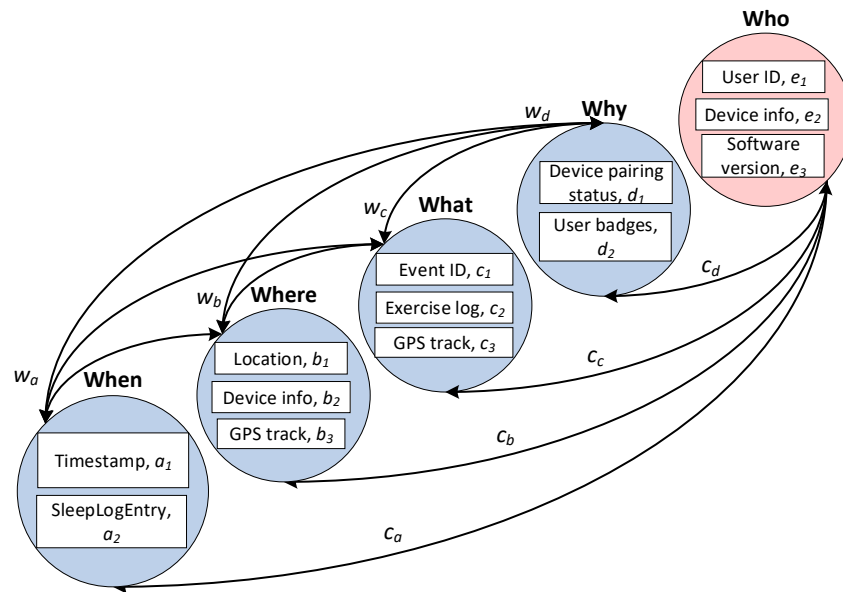 Who
User ID, e1
Device info, e2
Software
version, e3
wd
Why
Device pairing
status, d1
User badges,
d2
wc
What
Event ID, c1
Exercise log, c2
GPS track, c3
cd
wb
Where
Location, b1
Device info, b2
GPS track, b3
cc
wa
When
Timestamp, a1
SleepLogEntry,
a2
cb
ca